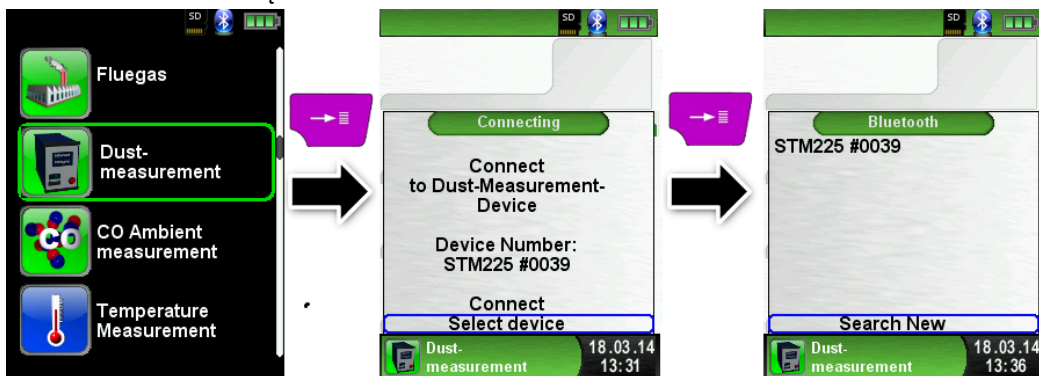 SD
Fluegas
Dust-
measurement
CO
CO Ambient
measurement
Temperature
Measurement
SD
Connecting
Connect
to Dust-Measurement-
Device
Device Number:
STM225 #0039
Connect
Select device
Dust-
measurement
18.03.14
13:31
SD
Bluetooth
STM225 #0039
Search New
Dust-
measurement
18.03.14
13:36